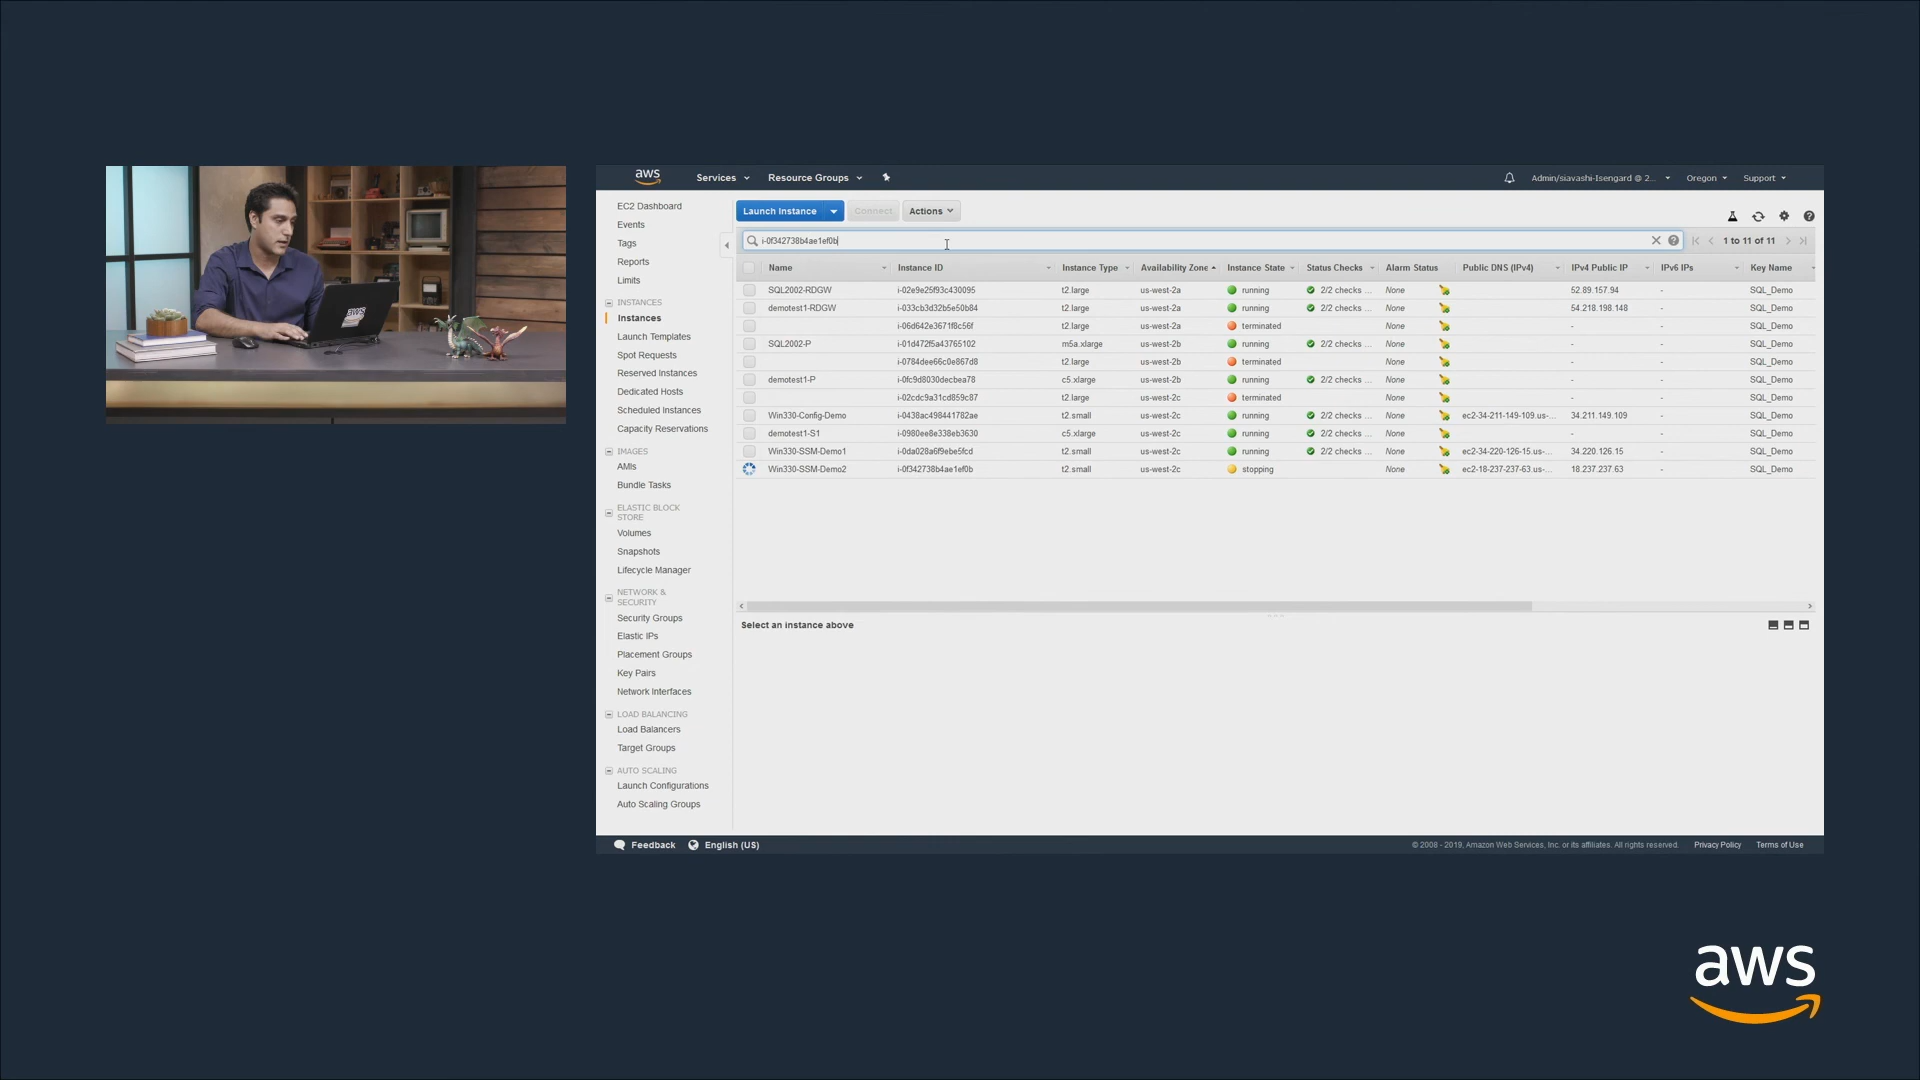 aws
Services
Resource Groups
Admin/siavashi-Isengard @ 2...
Oregon
Support
EC2 Dashboard
Events
Tags
Reports
Limits
INSTANCES
Instances
Launch Templates
Spot Requests
Reserved Instances
Dedicated Hosts
Scheduled Instances
Capacity Reservations
IMAGES
AMIs
Bundle Tasks
ELASTIC BLOCK
STORE
Volumes
Snapshots
Lifecycle Manager
NETWORK &
SECURITY
Security Groups
Elastic IPs
Placement Groups
Key Pairs
Network Interfaces
LOAD BALANCING
Load Balancers
Target Groups
AUTO SCALING
Launch Configurations
Auto Scaling Groups
Launch Instance Connect Actions
i-0f342738b4ae1ef0b 1 to 11 of 11
Name Instance ID Instance Type Availability Zone Instance State Status Checks Alarm Status Public DNS (IPv4) IPv4 Public IP IPv6 IPs Key Name
SQL2002-RDGW i-02e9e25f93c430095 t2.large us-west-2a running 2/2 checks ... None 52.89.157.94 - SQL_Demo
demotest1-RDGW i-033cb3d32b5e50b84 t2.large us-west-2a running 2/2 checks ... None 54.218.198.148 - SQL_Demo
i-06d642e3671f8c56f t2.large us-west-2a terminated None - - SQL_Demo
SQL2002-P i-01d472f5a43765102 m5a.xlarge us-west-2b running 2/2 checks ... None - - SQL_Demo
i-0784dee66c0e867d8 t2.large us-west-2b terminated None - - SQL_Demo
demotest1-P i-0fc9d8030decbea78 c5.xlarge us-west-2b running 2/2 checks ... None - - SQL_Demo
i-02cdc9a31cd859c87 t2.large us-west-2c terminated None - - SQL_Demo
Win330-Config-Demo i-0438ac498441782ae t2.small us-west-2c running 2/2 checks ... None ec2-34-211-149-109.us-... 34.211.149.109 - SQL_Demo
demotest1-S1 i-0980ee8e338eb3630 c5.xlarge us-west-2c running 2/2 checks ... None - - SQL_Demo
Win330-SSM-Demo1 i-0da028a6f9ebe5fcd t2.small us-west-2c running 2/2 checks ... None ec2-34-220-126-15.us-... 34.220.126.15 - SQL_Demo
Win330-SSM-Demo2 i-0f342738b4ae1ef0b t2.small us-west-2c stopping None ec2-18-237-237-63.us-... 18.237.237.63 - SQL_Demo
Select an instance above
Feedback English (US)
© 2008 - 2019, Amazon Web Services, Inc. or its affiliates. All rights reserved. Privacy Policy Terms of Use
aws
aws